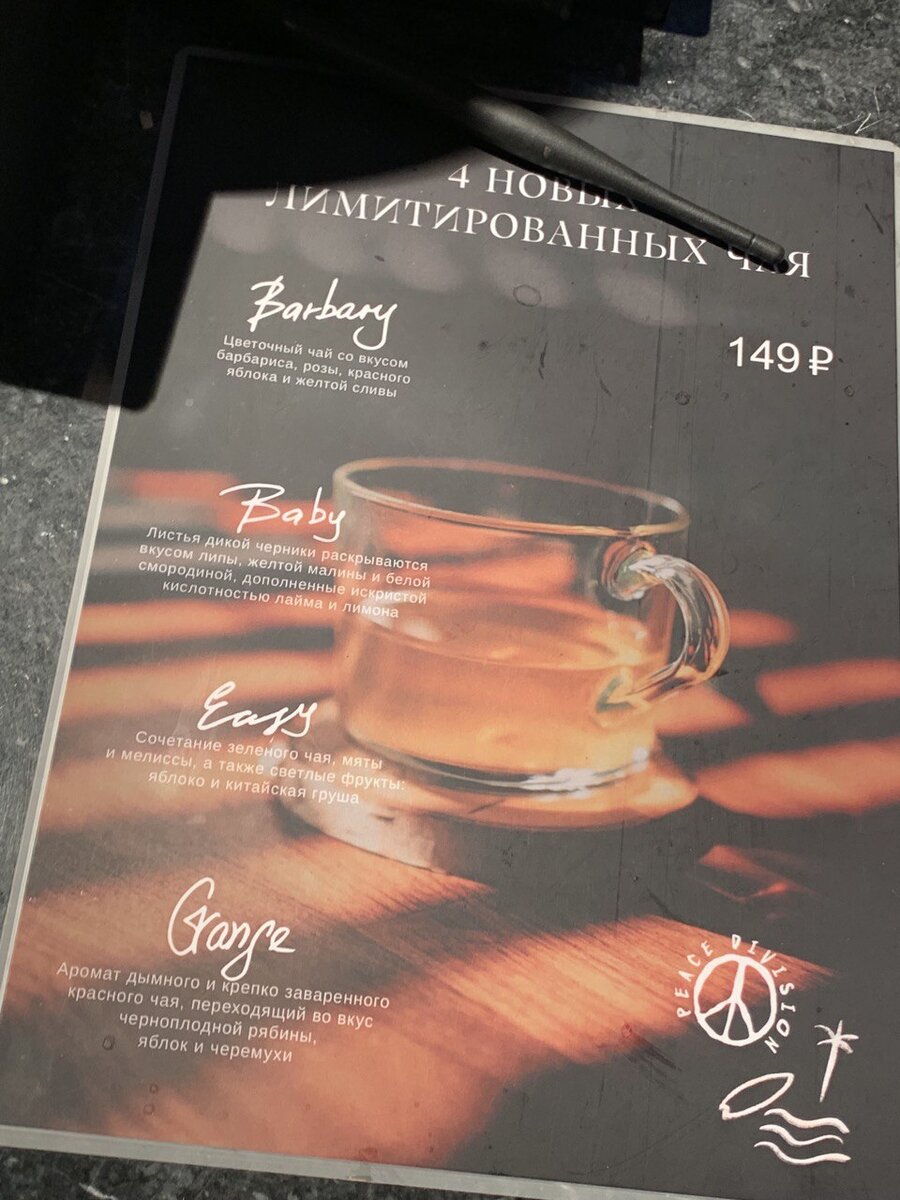 4 НОВЫХ
ЛИМИТИРОВАННЫХ ЧАЯ
Barbary
Цветочный чай со вкусом
барбариса, розы, красного
яблока и желтой сливы
149 ₽
Baby
Листья дикой черники раскрываются
вкусом липы, желтой малины и белой
смородиной, дополненные искристой
кислотностью лайма и лимона
Easy
Сочетание зеленого чая, мяты
и мелиссы, а также светлые фрукты:
яблоко и китайская груша
Аромат дымного и крепко заваренного
красного чая, переходящий во вкус
черноплодной рябины,
яблок и черемухи
PEACE DIVISION